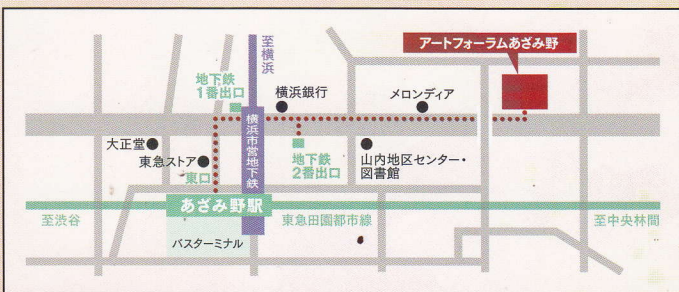 アートフォーラムあざみ野
至横浜
地下鉄
1番出口
横浜銀行
メロンディア
大正堂
東急ストア
東口
横浜市営地下鉄
地下鉄
2番出口
山内地区センター・
図書館
あざみ野駅
至渋谷
東急田園都市線
至中央林間
バスターミナル